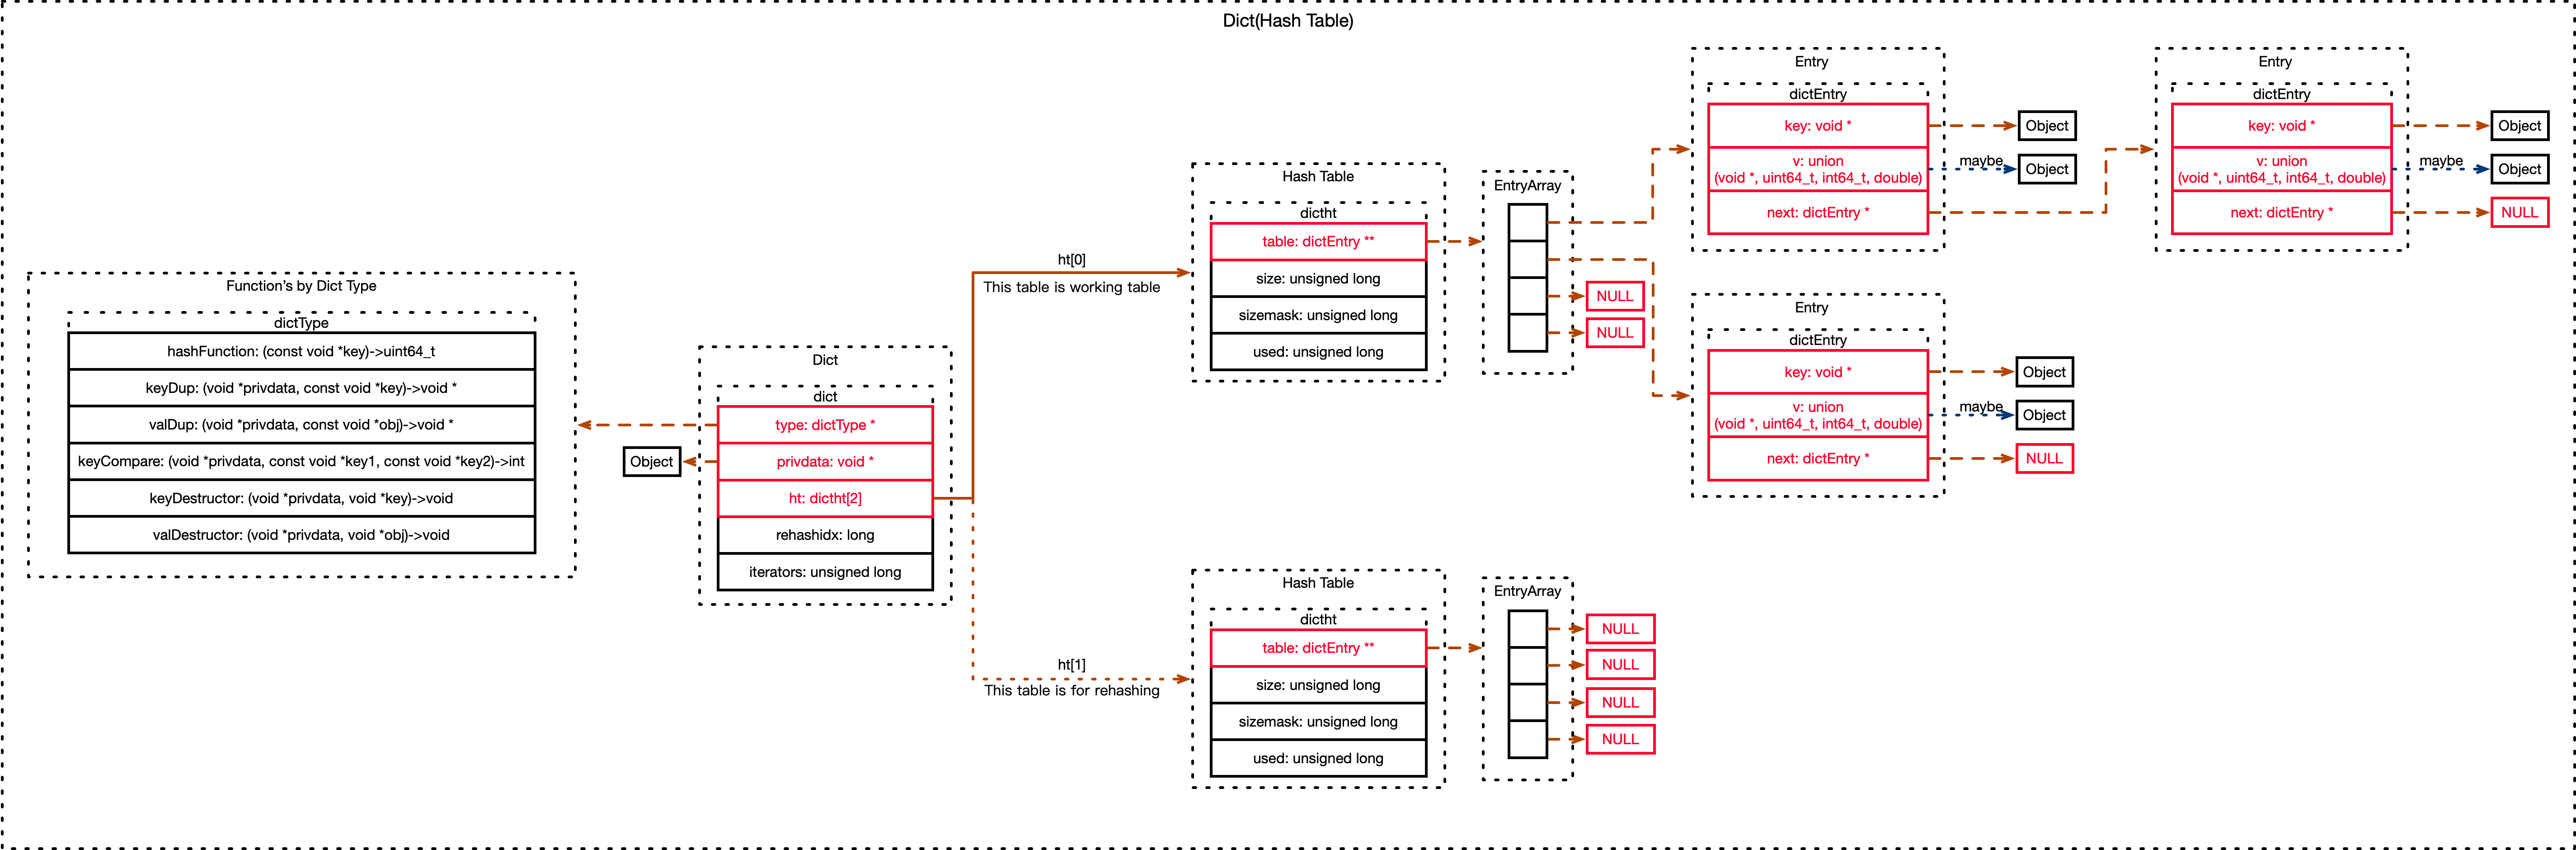 Dict(Hash Table)
Function's by Dict Type
dictType
hashFunction: (const void *key)->uint64_t
keyDup: (void *privdata, const void *key)->void *
valDup: (void *privdata, const void *obj)->void *
keyCompare: (void *privdata, const void *key1, const void *key2)->int
keyDestructor: (void *privdata, void *key)->void
valDestructor: (void *privdata, void *obj)->void
Object
Dict
dict
type: dictType *
privdata: void *
ht: dictht[2]
rehashidx: long
iterators: unsigned long
ht[0]
This table is working table
Hash Table
dictht
table: dictEntry **
size: unsigned long
sizemask: unsigned long
used: unsigned long
EntryArray
NULL
NULL
Entry
dictEntry
key: void *
v: union
(void *, uint64_t, int64_t, double)
next: dictEntry *
Object
maybe
Object
Entry
dictEntry
key: void *
v: union
(void *, uint64_t, int64_t, double)
next: dictEntry *
Object
maybe
Object
NULL
Entry
dictEntry
key: void *
v: union
(void *, uint64_t, int64_t, double)
next: dictEntry *
Object
maybe
Object
NULL
ht[1]
This table is for rehashing
Hash Table
dictht
table: dictEntry **
size: unsigned long
sizemask: unsigned long
used: unsigned long
EntryArray
NULL
NULL
NULL
NULL